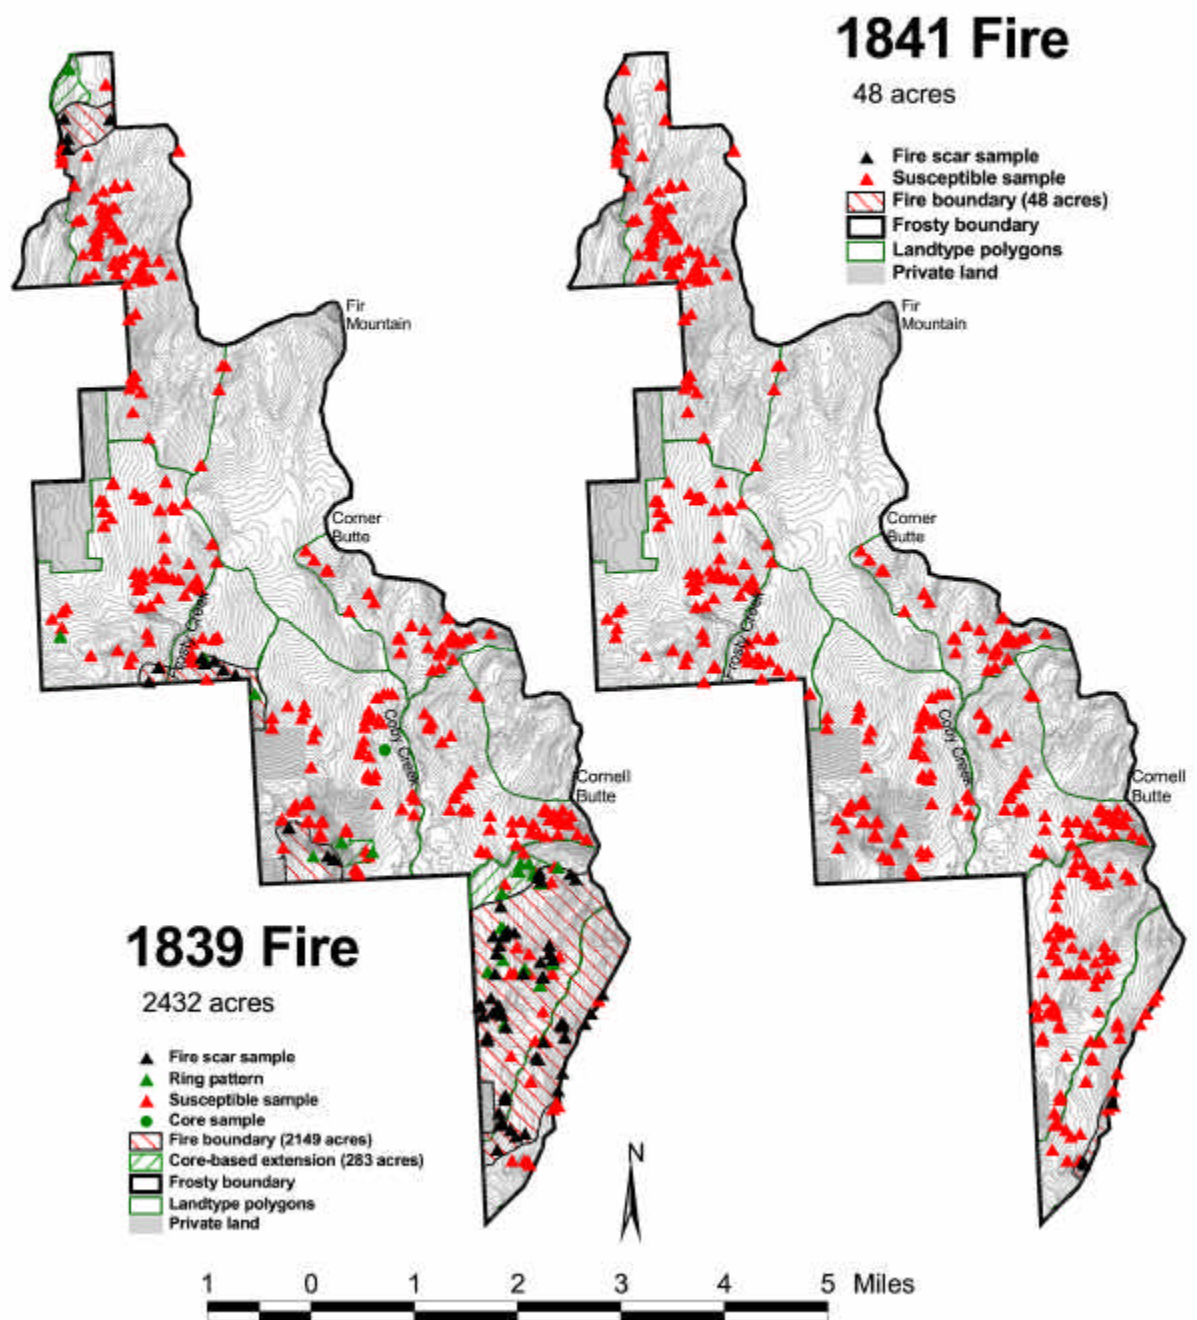 1841 Fire
48 acres
Fire scar sample
Susceptible sample
Fire boundary (48 acres)
Frosty boundary
Landtype polygons
Private land
Fir
Mountain
Fir
Mountain
Corner
Butte
Corner
Butte
Frosty Creek
Frosty Creek
Cody Creek
Cody Creek
Cornell
Butte
Cornell
Butte
1839 Fire
2432 acres
Fire scar sample
Ring pattern
Susceptible sample
Core sample
Fire boundary (2149 acres)
Core-based extension (283 acres)
Frosty boundary
Landtype polygons
Private land
N
1 0 1 2 3 4 5 Miles